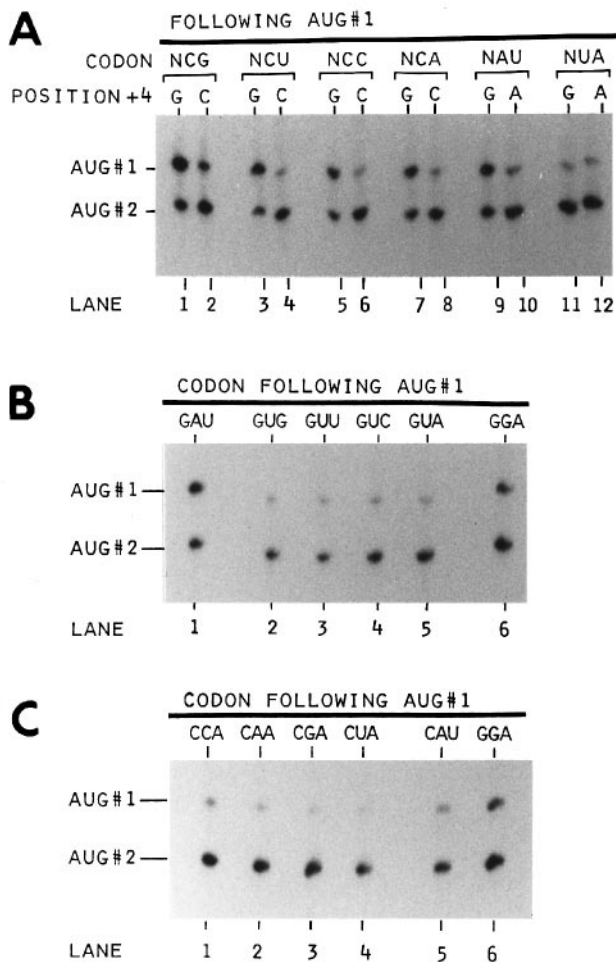 A
FOLLOWING AUG#1
CODON NCG NCU NCC NCA NAU NUA
POSITION +4 G C G C G C G C G A G A
AUG#1
AUG#2
LANE 1 2 3 4 5 6 7 8 9 10 11 12
B
CODON FOLLOWING AUG#1
GAU GUG GUU GUC GUA GGA
AUG#1
AUG#2
LANE 1 2 3 4 5 6
C
CODON FOLLOWING AUG#1
CCA CAA CGA CUA CAU GGA
AUG#1
AUG#2
LANE 1 2 3 4 5 6